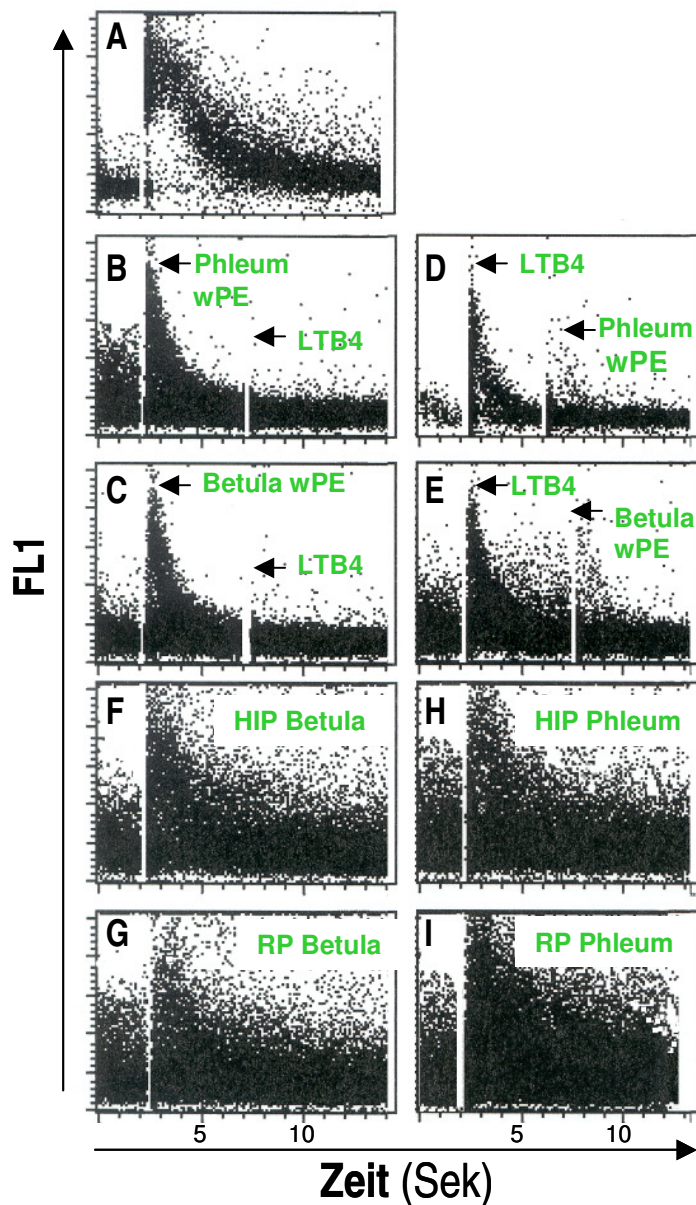 A
B
Phleum
wPE
LTB4
D
LTB4
Phleum
wPE
C
Betula wPE
LTB4
E
LTB4
Betula
wPE
F
HIP Betula
H
HIP Phleum
G
RP Betula
I
RP Phleum
FL1
5
10
5
10
Zeit (Sek)